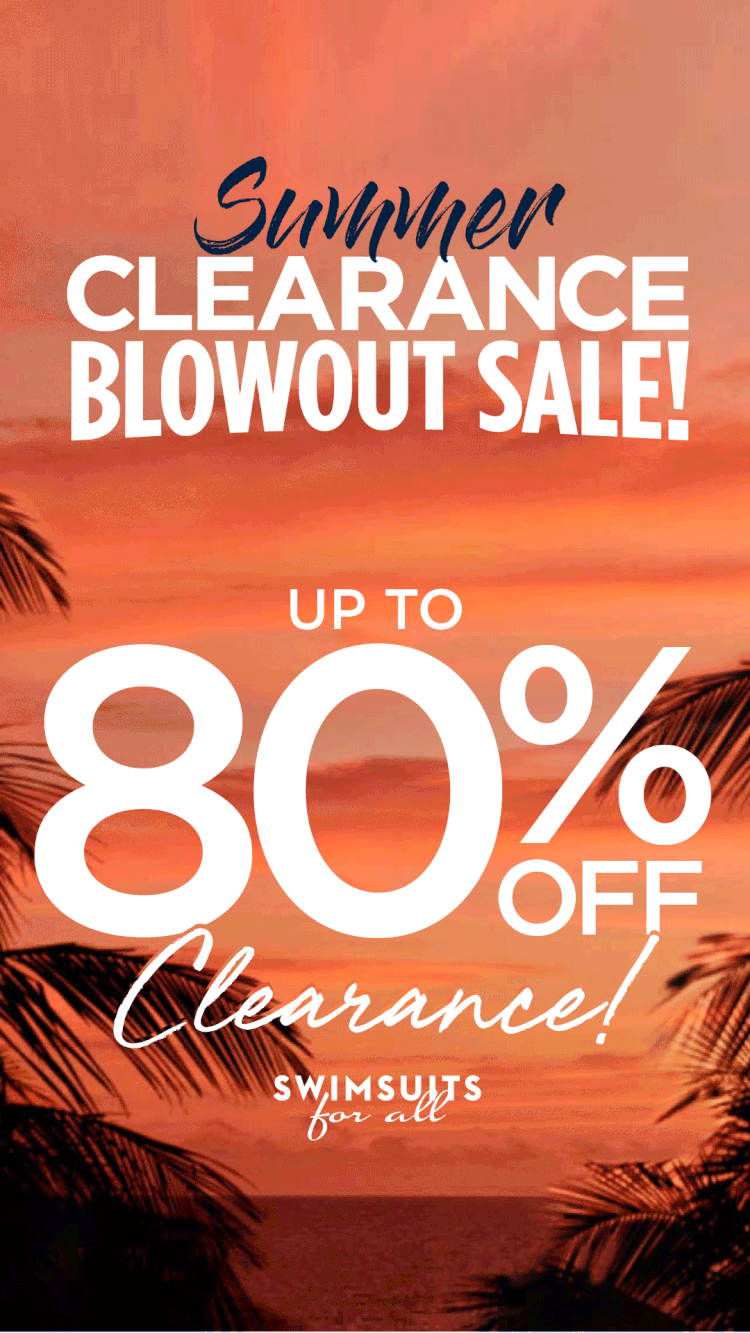 Summer
CLEARANCE
BLOWOUT SALE!
UP TO
80%
OFF
Clearance!
SWIMSUITS
for all